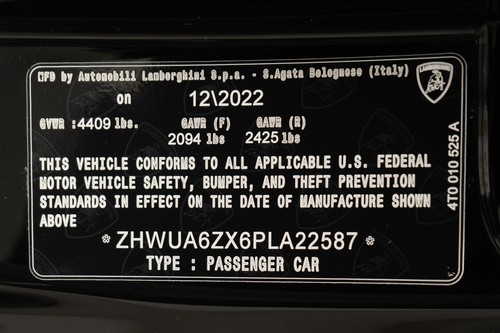 MFD by Automobili Lamborghini S.p.a. - S.Agata Bolognese (Italy)
on 12\2022
GVWR :4409 lbs. GAWR (F) GAWR (R)
2094 lbs 2425 lbs
THIS VEHICLE CONFORMS TO ALL APPLICABLE U.S. FEDERAL
MOTOR VEHICLE SAFETY, BUMPER, AND THEFT PREVENTION
STANDARDS IN EFFECT ON THE DATE OF MANUFACTURE SHOWN
ABOVE
* ZHWUA6ZX6PLA22587 *
TYPE : PASSENGER CAR
LAMBORGHINI
4T0 010 525 A